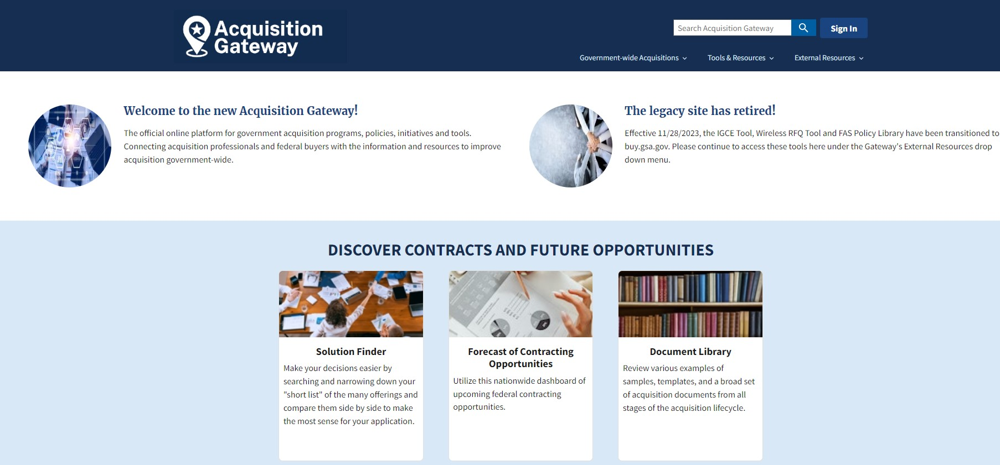 Acquisition
Gateway
Search Acquisition Gateway
Sign In
Government-wide Acquisitions
Tools & Resources
External Resources
Welcome to the new Acquisition Gateway!
The official online platform for government acquisition programs, policies, initiatives and tools.
Connecting acquisition professionals and federal buyers with the information and resources to improve
acquisition government-wide.
The legacy site has retired!
Effective 11/28/2023, the IGCE Tool, Wireless RFQ Tool and FAS Policy Library have been transitioned to
buy.gsa.gov. Please continue to access these tools here under the Gateway's External Resources drop
down menu.
DISCOVER CONTRACTS AND FUTURE OPPORTUNITIES
Solution Finder
Make your decisions easier by
searching and narrowing down your
"short list" of the many offerings and
compare them side by side to make
the most sense for your application.
Forecast of Contracting
Opportunities
Utilize this nationwide dashboard of
upcoming federal contracting
opportunities.
Document Library
Review various examples of
samples, templates, and a broad set
of acquisition documents from all
stages of the acquisition lifecycle.